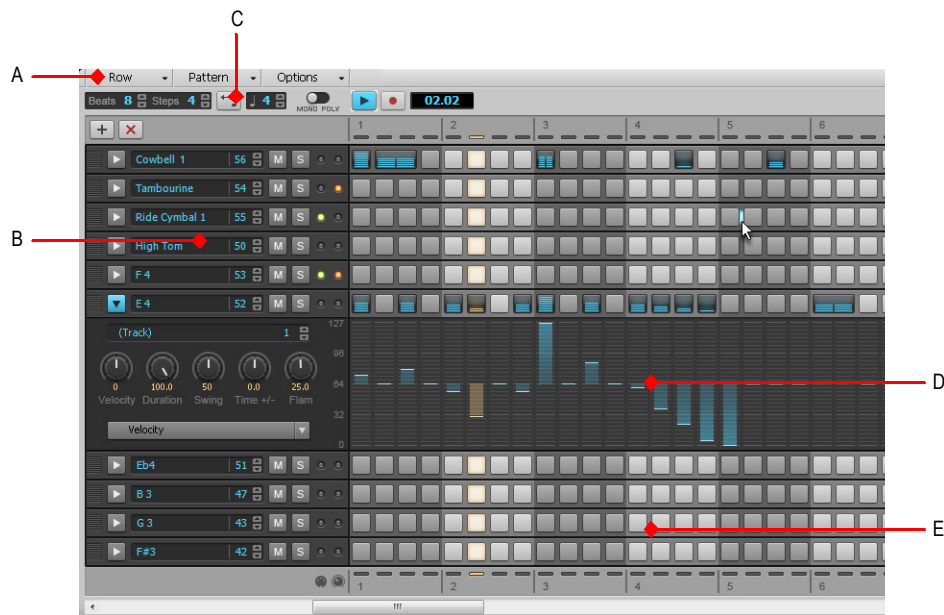 C
A
Row Pattern Options
Beats 8 Steps 4 4 MONO POLY 02.02
1 2 3 4 5 6
Cowbell 1 56 M S
Tambourine 54 M S
Ride Cymbal 1 55 M S
B
High Tom 50 M S
F 4 53 M S
E 4 52 M S
(Track) 1 127
96
64 D
0 100.0 50 0.0 25.0
Velocity Duration Swing Time +/- Flam
32
Velocity
0
Eb4 51 M S
B 3 47 M S
G 3 43 M S
E
F#3 42 M S
1 2 3 4 5 6